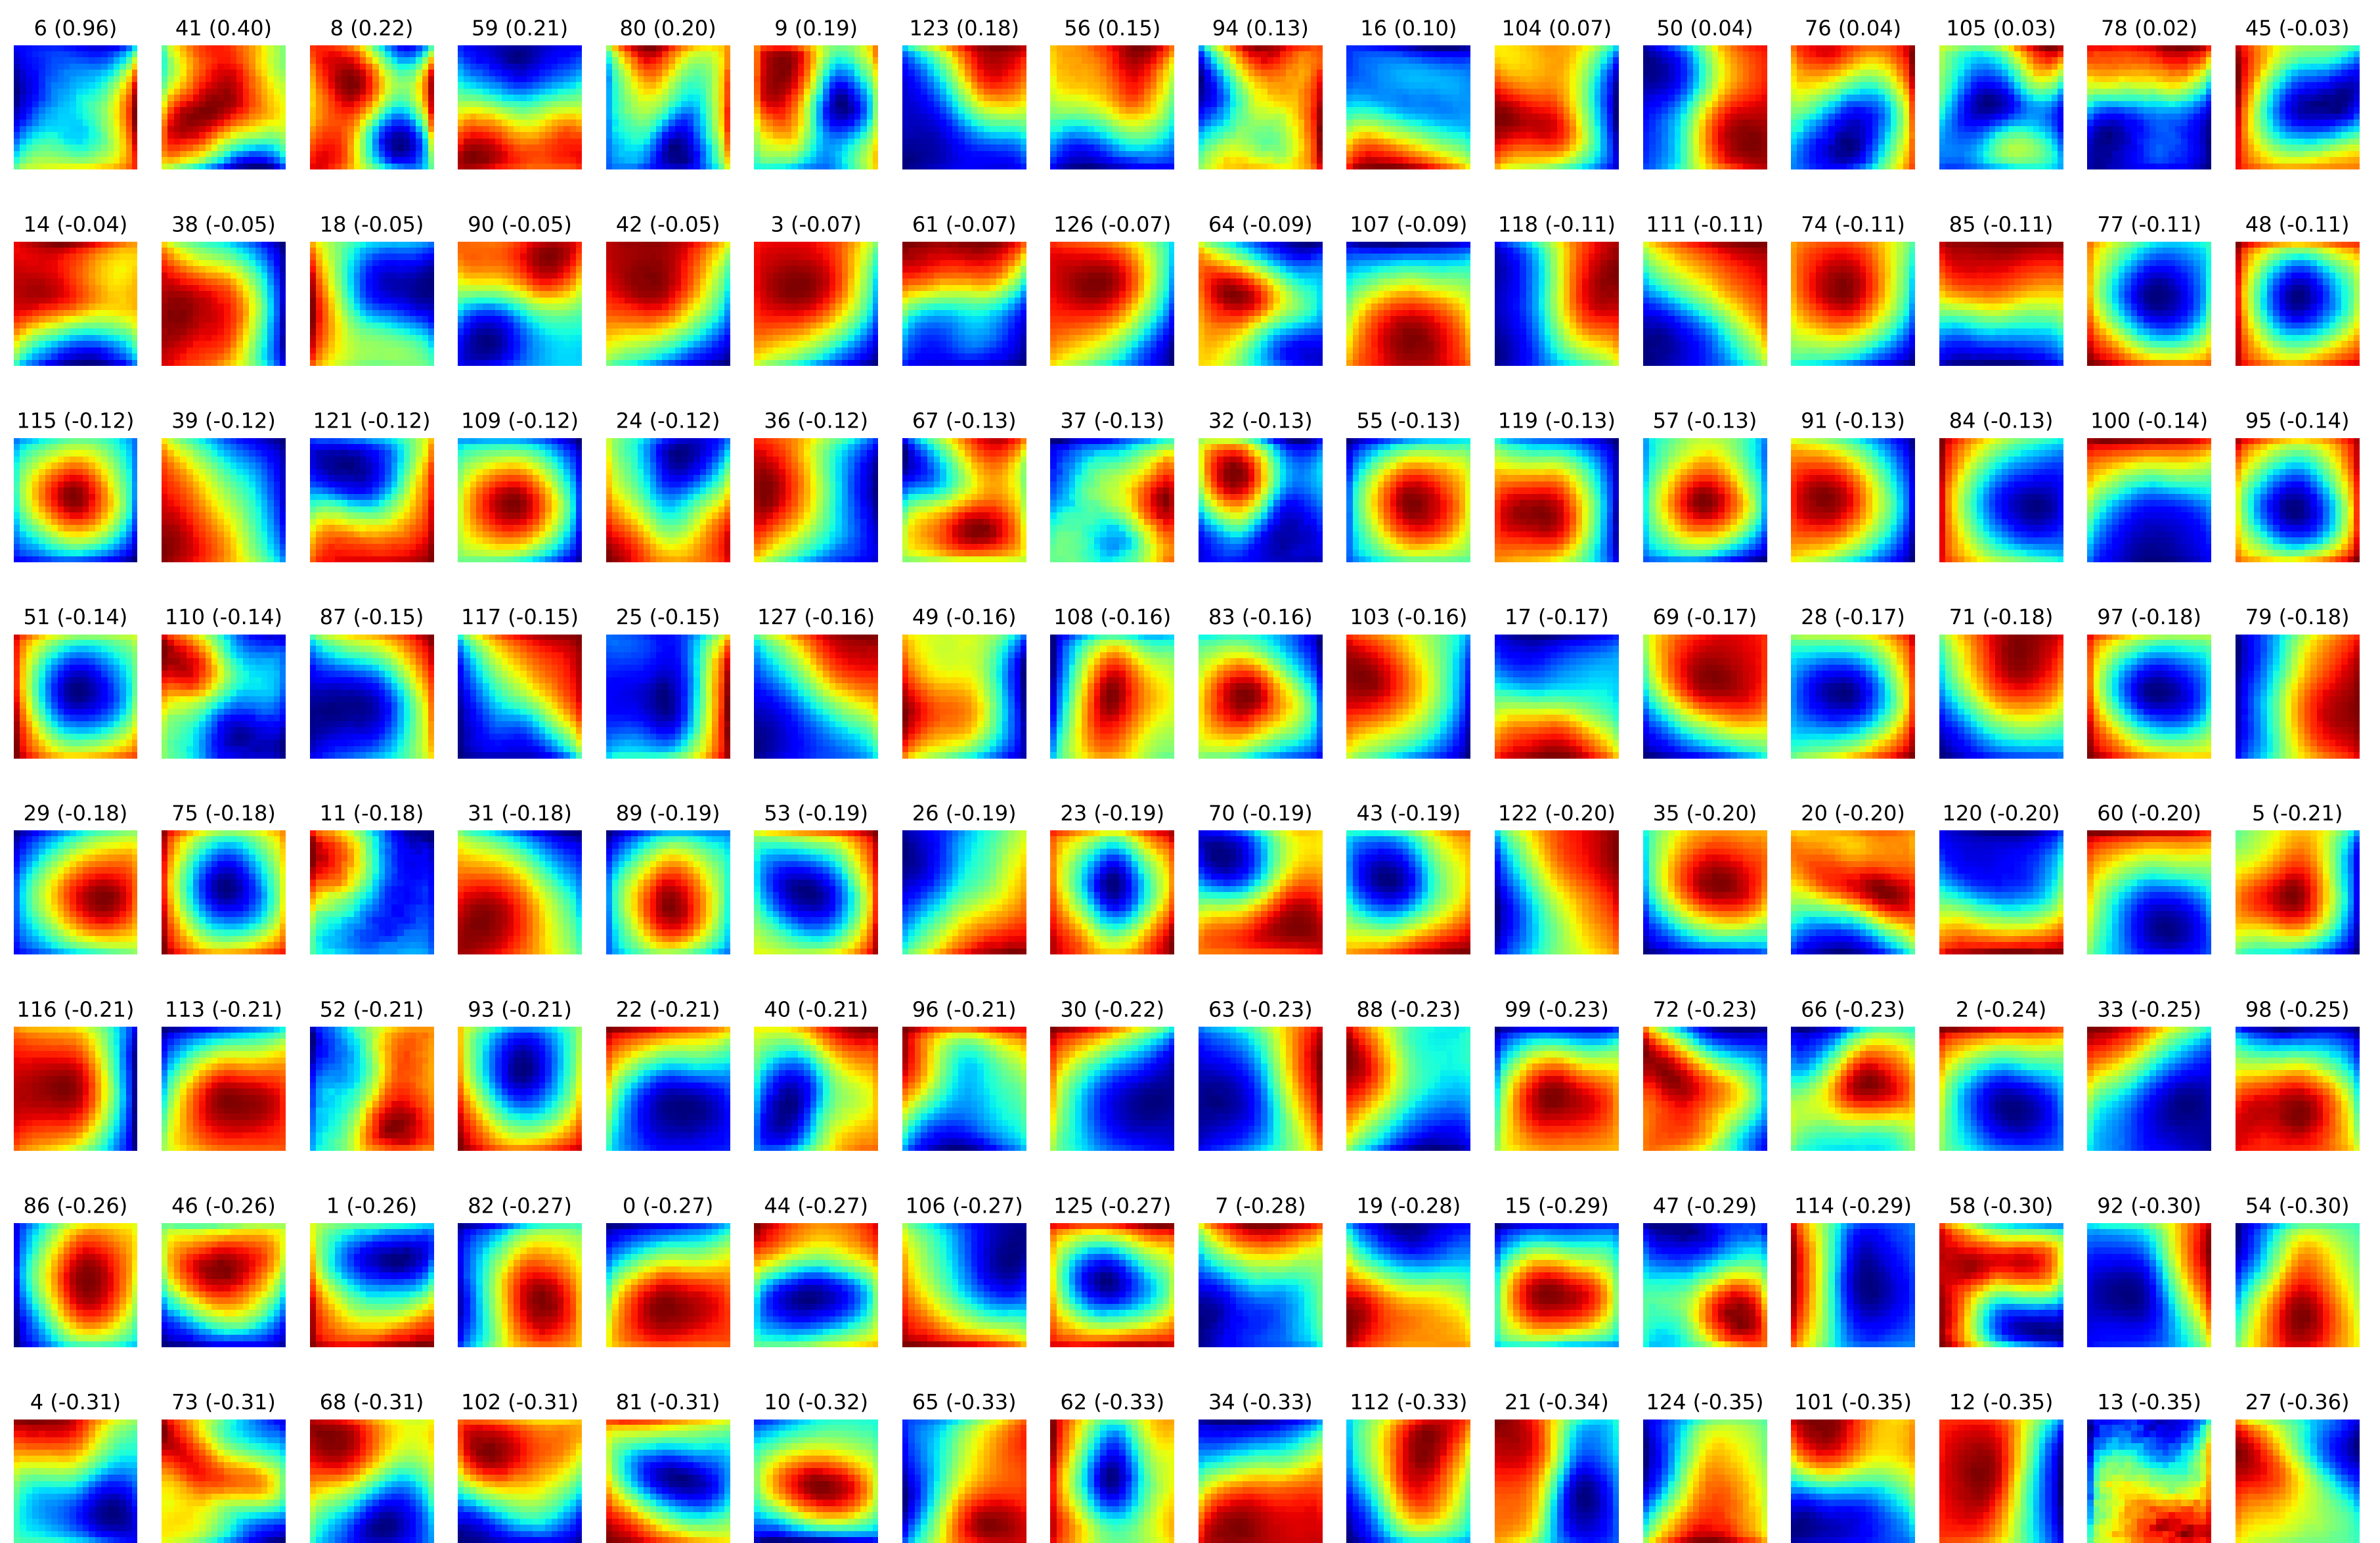 6 (0.96) 41 (0.40) 8 (0.22) 59 (0.21) 80 (0.20) 9 (0.19) 123 (0.18) 56 (0.15) 94 (0.13) 16 (0.10) 104 (0.07) 50 (0.04) 76 (0.04) 105 (0.03) 78 (0.02) 45 (-0.03)
14 (-0.04) 38 (-0.05) 18 (-0.05) 90 (-0.05) 42 (-0.05) 3 (-0.07) 61 (-0.07) 126 (-0.07) 64 (-0.09) 107 (-0.09) 118 (-0.11) 111 (-0.11) 74 (-0.11) 85 (-0.11) 77 (-0.11) 48 (-0.11)
115 (-0.12) 39 (-0.12) 121 (-0.12) 109 (-0.12) 24 (-0.12) 36 (-0.12) 67 (-0.13) 37 (-0.13) 32 (-0.13) 55 (-0.13) 119 (-0.13) 57 (-0.13) 91 (-0.13) 84 (-0.13) 100 (-0.14) 95 (-0.14)
51 (-0.14) 110 (-0.14) 87 (-0.15) 117 (-0.15) 25 (-0.15) 127 (-0.16) 49 (-0.16) 108 (-0.16) 83 (-0.16) 103 (-0.16) 17 (-0.17) 69 (-0.17) 28 (-0.17) 71 (-0.18) 97 (-0.18) 79 (-0.18)
29 (-0.18) 75 (-0.18) 11 (-0.18) 31 (-0.18) 89 (-0.19) 53 (-0.19) 26 (-0.19) 23 (-0.19) 70 (-0.19) 43 (-0.19) 122 (-0.20) 35 (-0.20) 20 (-0.20) 120 (-0.20) 60 (-0.20) 5 (-0.21)
116 (-0.21) 113 (-0.21) 52 (-0.21) 93 (-0.21) 22 (-0.21) 40 (-0.21) 96 (-0.21) 30 (-0.22) 63 (-0.23) 88 (-0.23) 99 (-0.23) 72 (-0.23) 66 (-0.23) 2 (-0.24) 33 (-0.25) 98 (-0.25)
86 (-0.26) 46 (-0.26) 1 (-0.26) 82 (-0.27) 0 (-0.27) 44 (-0.27) 106 (-0.27) 125 (-0.27) 7 (-0.28) 19 (-0.28) 15 (-0.29) 47 (-0.29) 114 (-0.29) 58 (-0.30) 92 (-0.30) 54 (-0.30)
4 (-0.31) 73 (-0.31) 68 (-0.31) 102 (-0.31) 81 (-0.31) 10 (-0.32) 65 (-0.33) 62 (-0.33) 34 (-0.33) 112 (-0.33) 21 (-0.34) 124 (-0.35) 101 (-0.35) 12 (-0.35) 13 (-0.35) 27 (-0.36)